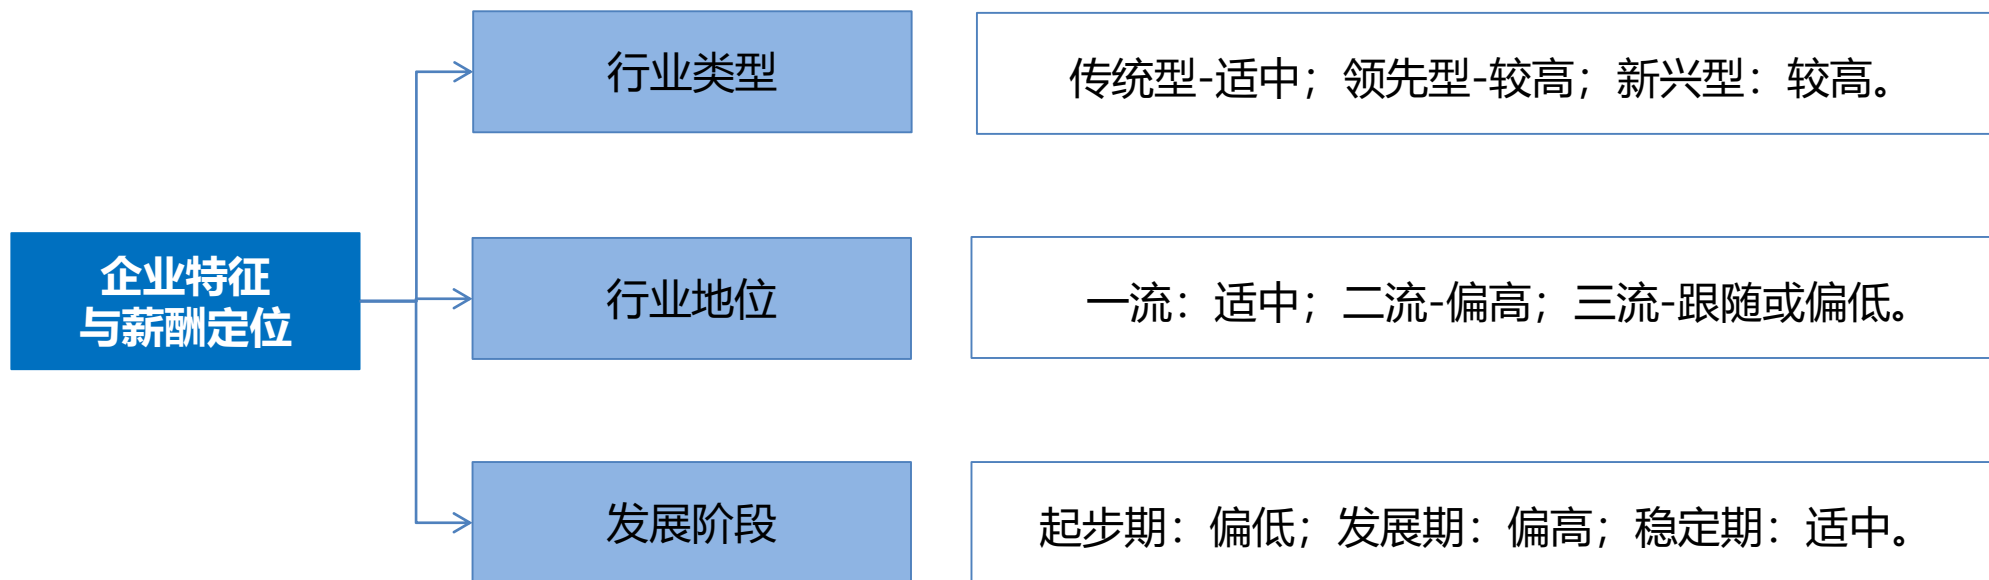 企业特征
与薪酬定位
行业类型
传统型-适中；领先型-较高；新兴型：较高。
行业地位
一流：适中；二流-偏高；三流-跟随或偏低。
发展阶段
起步期：偏低；发展期：偏高；稳定期：适中。